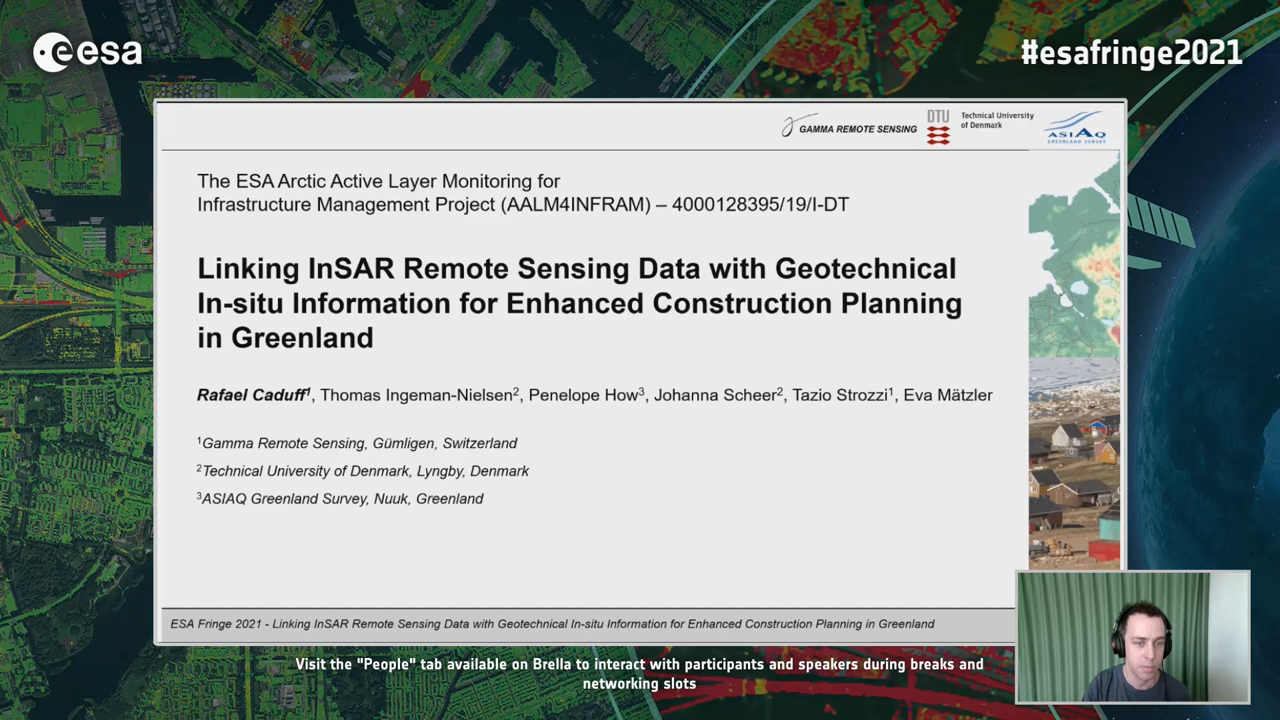 esa
#esafringe2021
GAMMA REMOTE SENSING
DTU
Technical University
of Denmark
ASIAQ
GREENLAND SURVEY
The ESA Arctic Active Layer Monitoring for
Infrastructure Management Project (AALM4INFRAM) – 4000128395/19/I-DT
Linking InSAR Remote Sensing Data with Geotechnical
In-situ Information for Enhanced Construction Planning
in Greenland
Rafael Caduff¹, Thomas Ingeman-Nielsen², Penelope How³, Johanna Scheer², Tazio Strozzi¹, Eva Mätzler
¹Gamma Remote Sensing, Gümligen, Switzerland
²Technical University of Denmark, Lyngby, Denmark
³ASIAQ Greenland Survey, Nuuk, Greenland
ESA Fringe 2021 - Linking InSAR Remote Sensing Data with Geotechnical In-situ Information for Enhanced Construction Planning in Greenland
Visit the "People" tab available on Brella to interact with participants and speakers during breaks and
networking slots